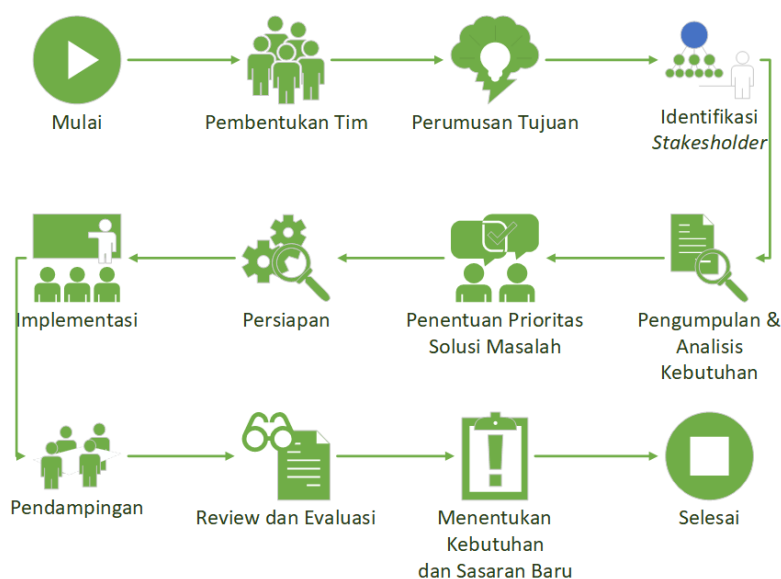 Mulai
Pembentukan Tim
Perumusan Tujuan
Identifikasi
Stakesholder
Implementasi
Persiapan
Penentuan Prioritas
Solusi Masalah
Pengumpulan &
Analisis
Kebutuhan
Pendampingan
Review dan Evaluasi
Menentukan
Kebutuhan
dan Sasaran Baru
Selesai